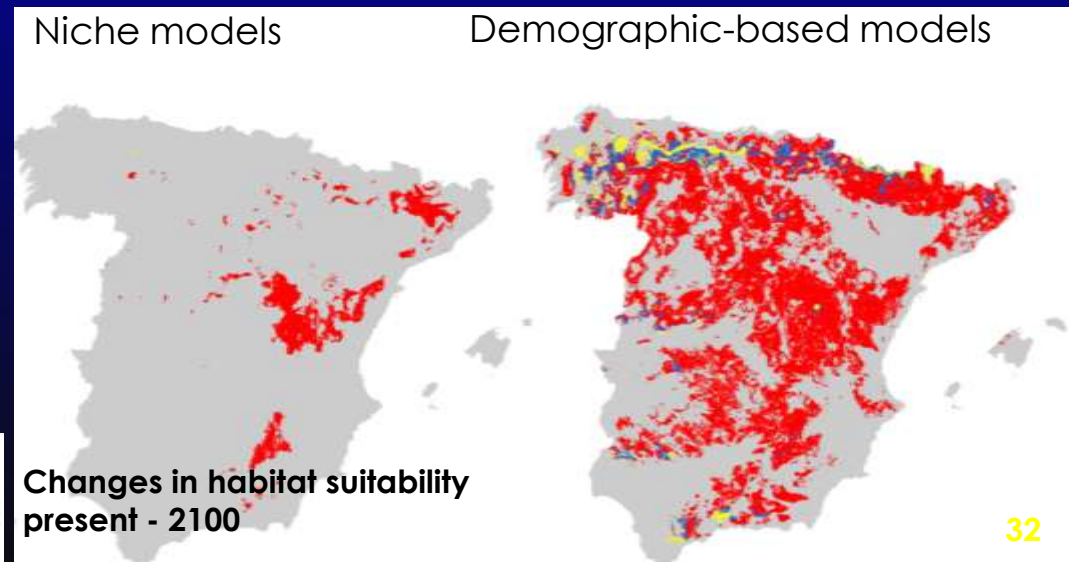 Niche models
Demographic-based models
Changes in habitat suitability
present - 2100
32